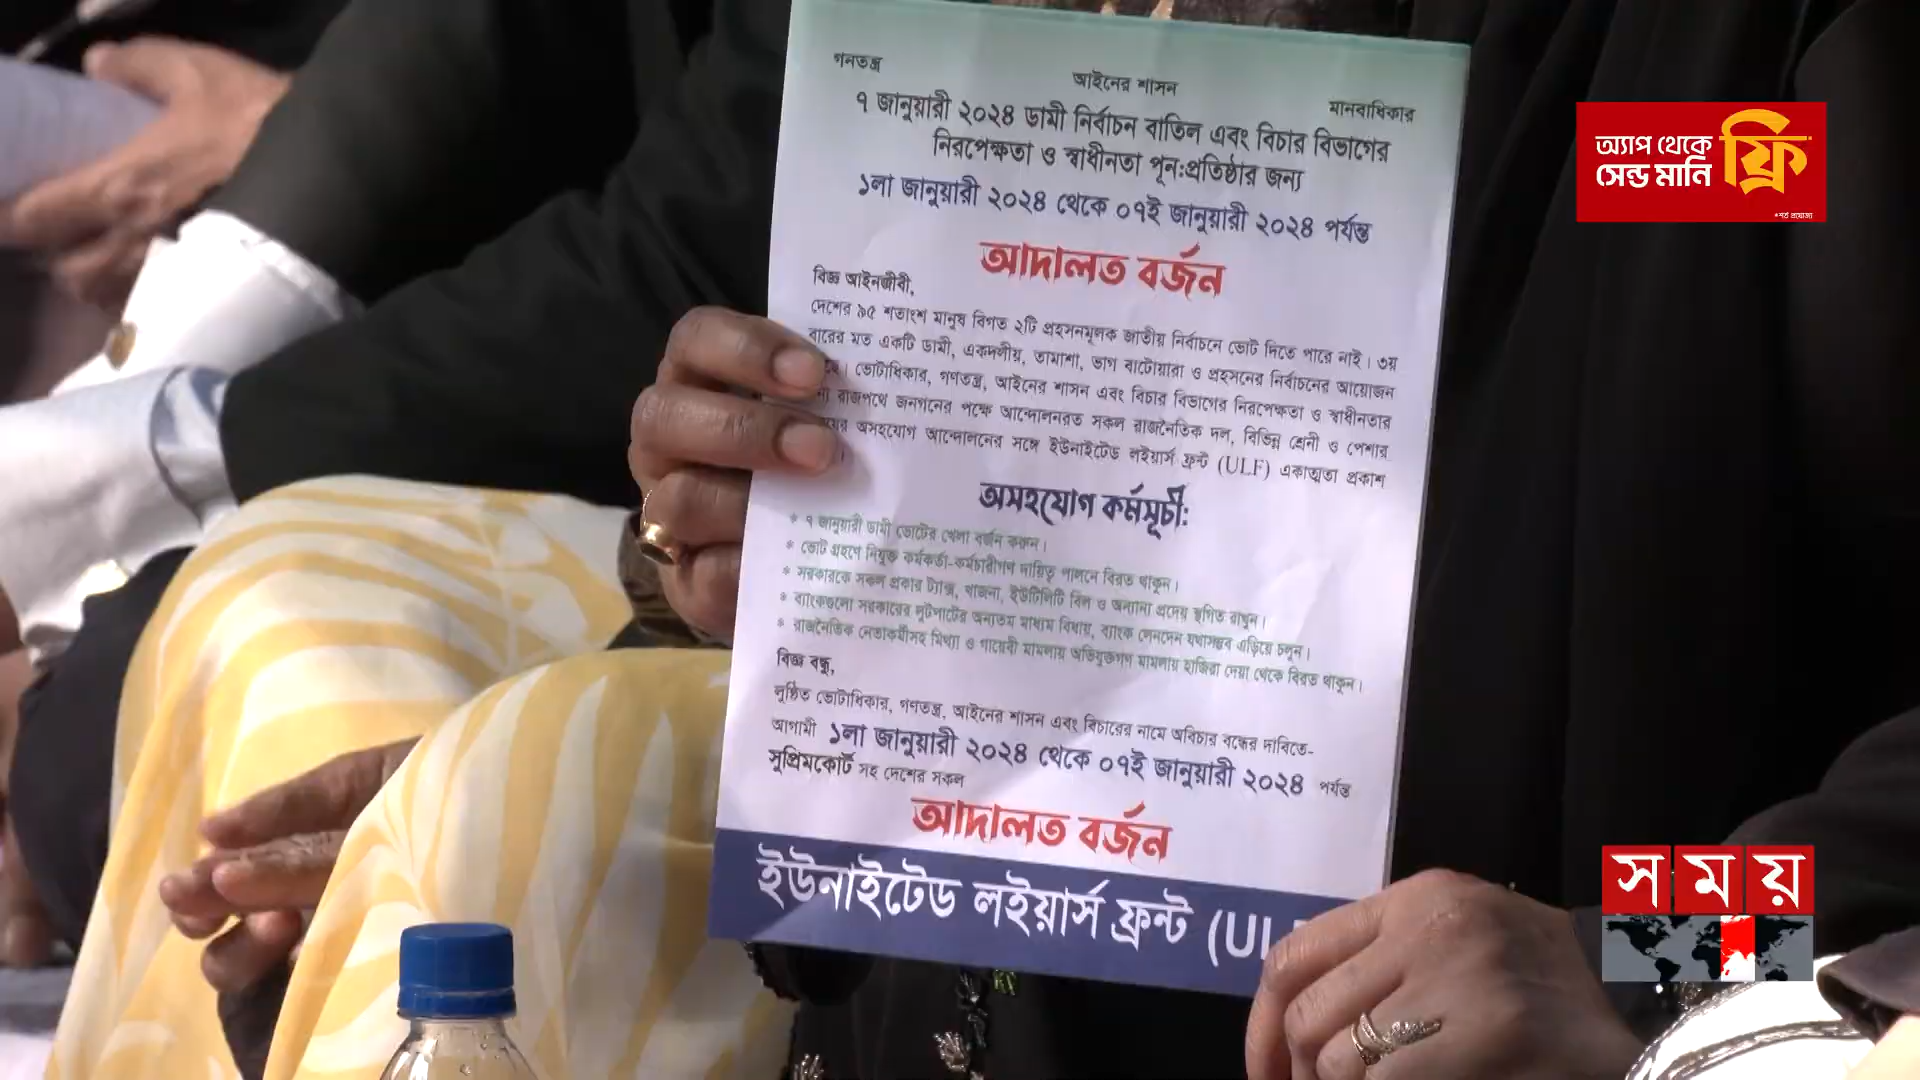 গনতন্ত্র
আইনের শাসন
মানবাধিকার
৭ জানুয়ারী ২০২৪ ডামী নির্বাচন বাতিল এবং বিচার বিভাগের
নিরপেক্ষতা ও স্বাধীনতা পূন:প্রতিষ্ঠার জন্য
১লা জানুয়ারী ২০২৪ থেকে ০৭ই জানুয়ারী ২০২৪ পর্যন্ত
আদালত বর্জন
বিজ্ঞ আইনজীবী,
দেশের ৯৫ শতাংশ মানুষ বিগত ২টি প্রহসনমূলক জাতীয় নির্বাচনে ভোট দিতে পারে নাই। ৩য়
বারের মত একটি ডামী, একদলীয়, তামাশা, ভাগ বাটোয়ারা ও প্রহসনের নির্বাচনের আয়োজন
ভোটাধিকার, গণতন্ত্র, আইনের শাসন এবং বিচার বিভাগের নিরপেক্ষতা ও স্বাধীনতার
রাজপথে জনগনের পক্ষে আন্দোলনরত সকল রাজনৈতিক দল, বিভিন্ন শ্রেনী ও পেশার
অসহযোগ আন্দোলনের সঙ্গে ইউনাইটেড লইয়ার্স ফ্রন্ট (ULF) একাত্মতা প্রকাশ
অসহযোগ কর্মসূচী:
* ৭ জানুয়ারী ডামী ভোটের খেলা বর্জন করুন।
* ভোট গ্রহণে নিযুক্ত কর্মকর্তা-কর্মচারীগণ দায়িত্ব পালনে বিরত থাকুন।
* সরকারকে সকল প্রকার ট্যাক্স, খাজনা, ইউটিলিটি বিল ও অন্যান্য প্রদেয় স্থগিত রাখুন।
* ব্যাংকগুলো সরকারের লুটপাটের অন্যতম মাধ্যম বিধায়, ব্যাংক লেনদেন যথাসম্ভব এড়িয়ে চলুন।
* রাজনৈতিক নেতাকর্মীসহ মিথ্যা ও গায়েবী মামলায় অভিযুক্তগণ মামলায় হাজিরা দেয়া থেকে বিরত থাকুন।
বিজ্ঞ বন্ধু,
লুন্ঠিত ভোটাধিকার, গণতন্ত্র, আইনের শাসন এবং বিচারের নামে অবিচার বন্ধের দাবিতে-
আগামী ১লা জানুয়ারী ২০২৪ থেকে ০৭ই জানুয়ারী ২০২৪ পর্যন্ত
সুপ্রিমকোর্ট সহ দেশের সকল
আদালত বর্জন
ইউনাইটেড লইয়ার্স ফ্রন্ট (UL
অ্যাপ থেকে
সেন্ড মানি
ফ্রি
*শর্ত প্রযোজ্য
সময়